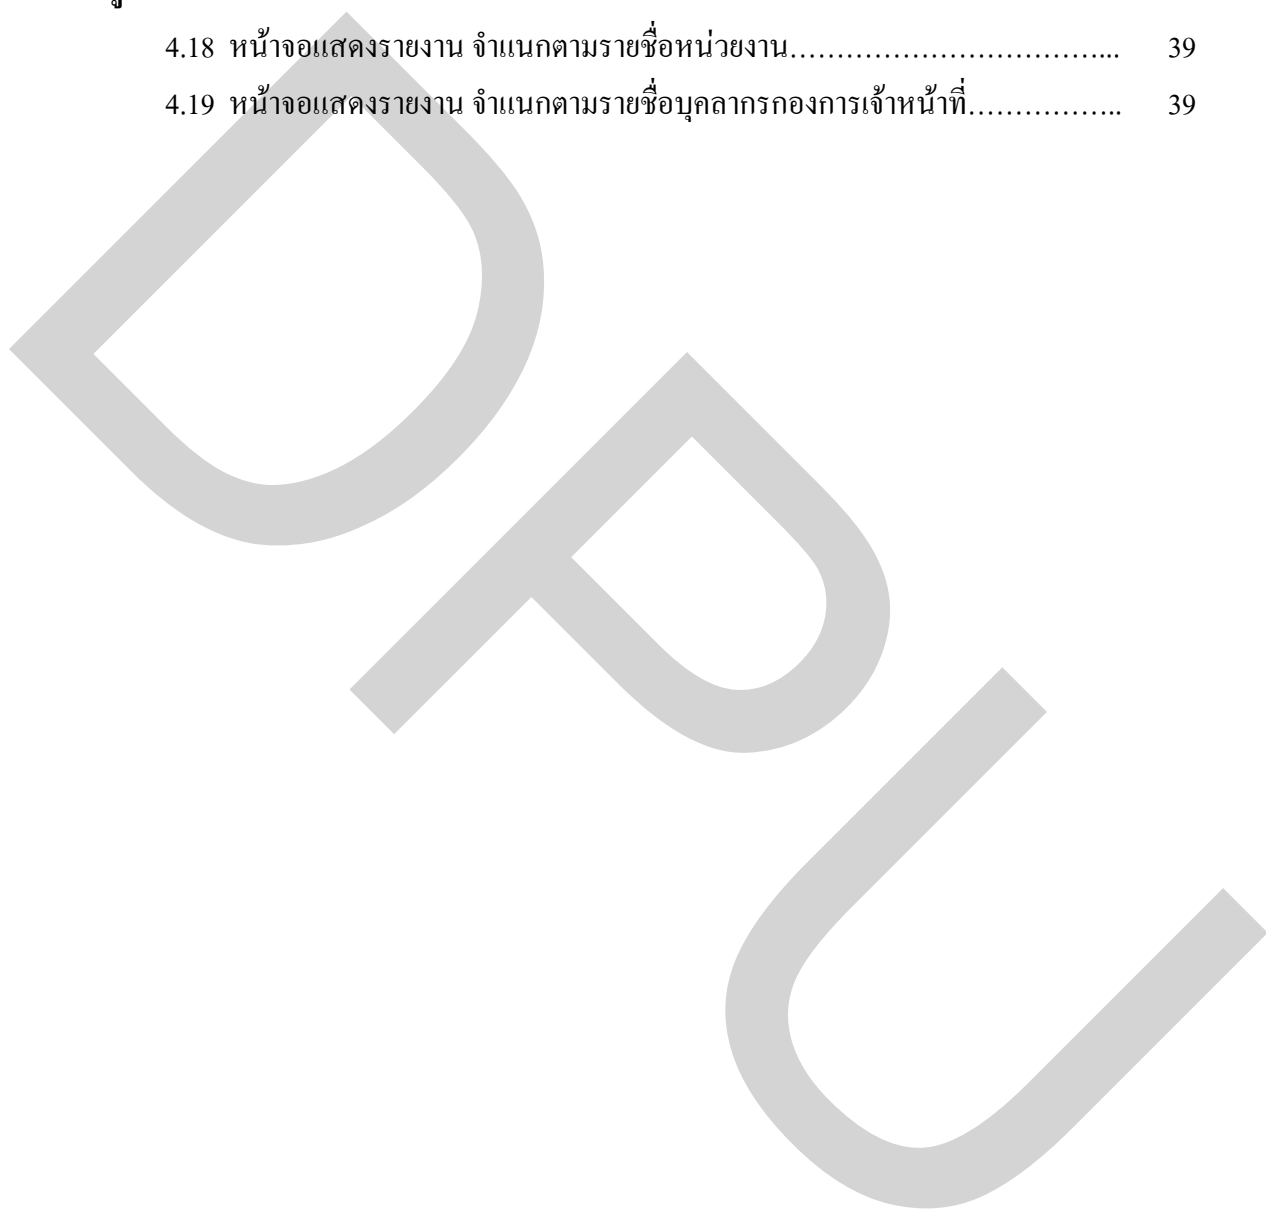 4.18 หน้าจอแสดงรายงาน จำแนกตามรายชื่อหน่วยงาน…………………………….. 39
4.19 หน้าจอแสดงรายงาน จำแนกตามรายชื่อบุคลากรกองการเจ้าหน้าที่…………….. 39
DPU